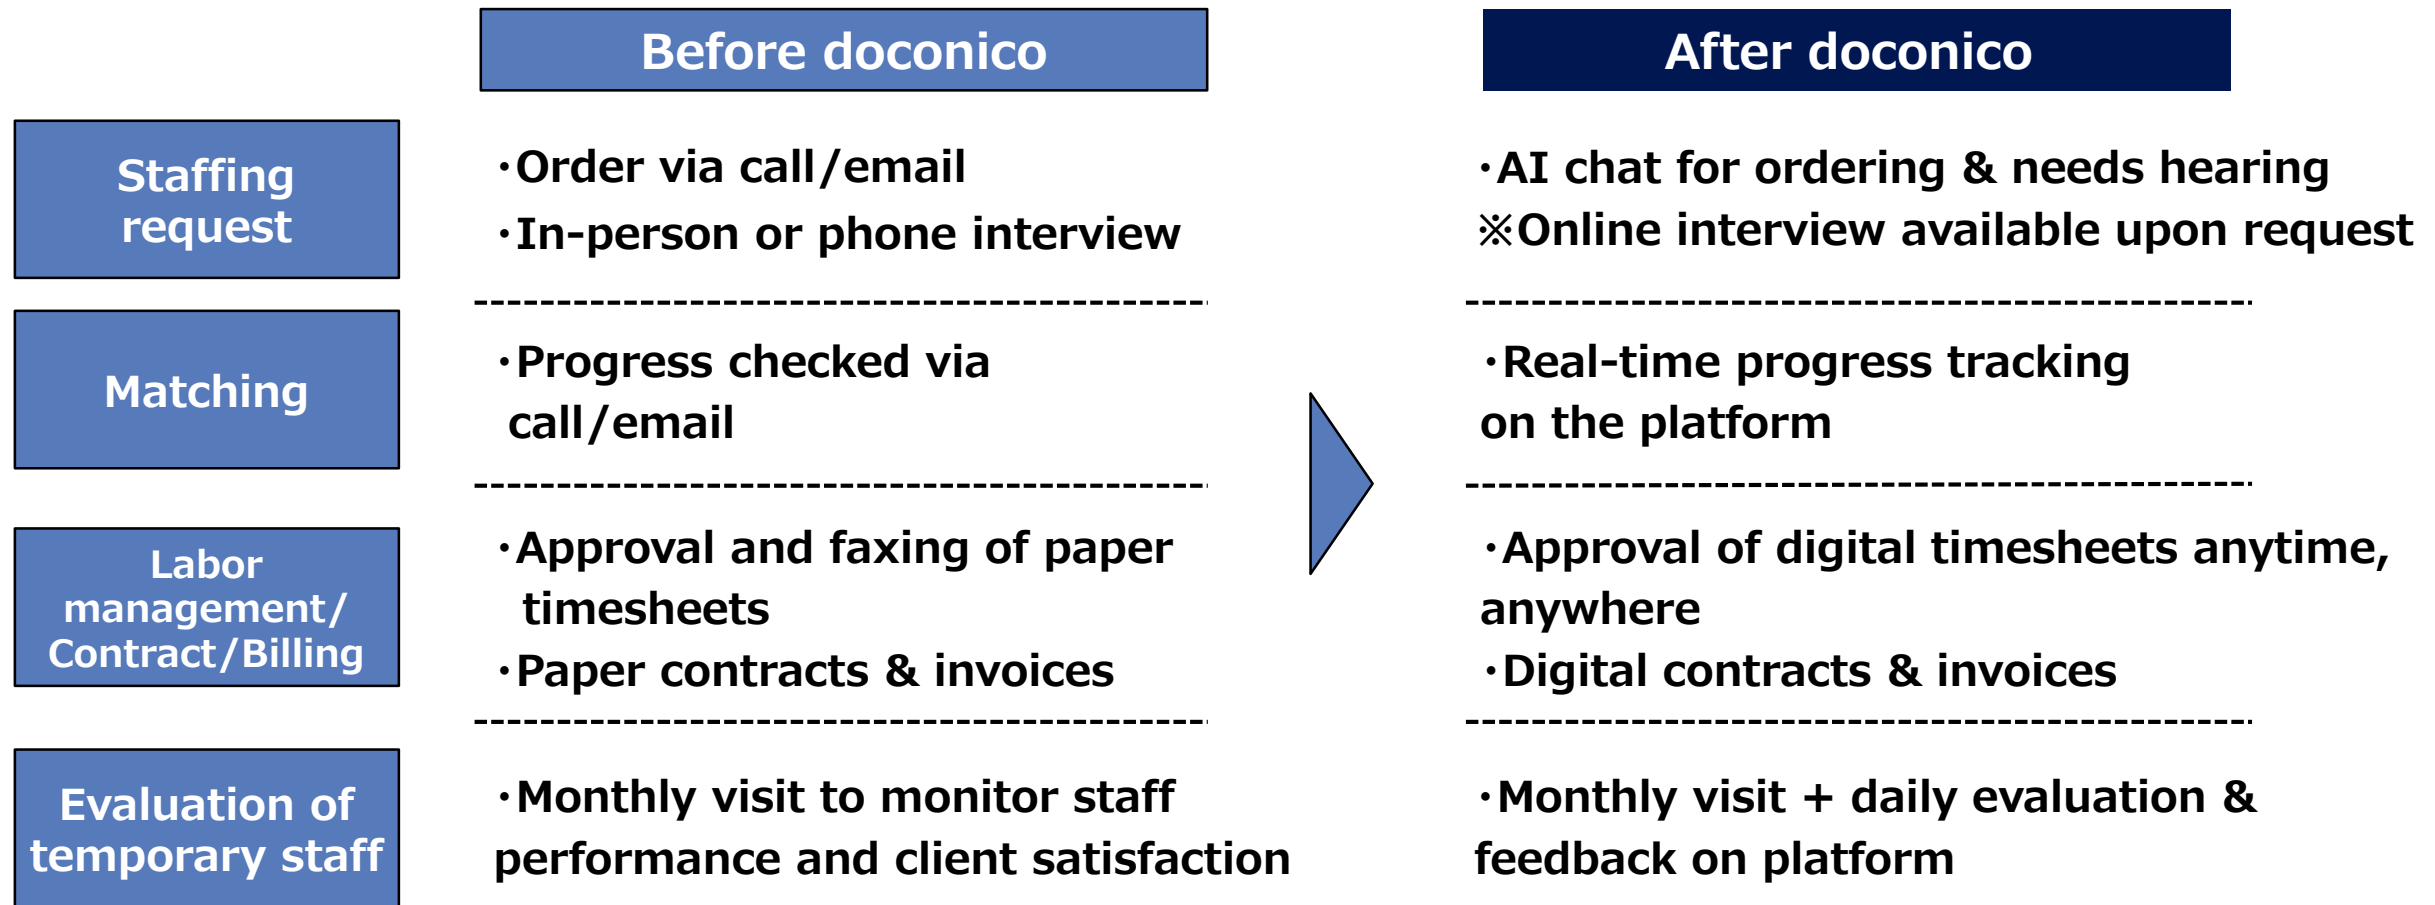 Before doconico
After doconico
Staffing
request
・Order via call/email
・In-person or phone interview
・AI chat for ordering & needs hearing
※Online interview available upon request
Matching
・Progress checked via
call/email
・Real-time progress tracking
on the platform
Labor
management/
Contract/Billing
・Approval and faxing of paper
timesheets
・Paper contracts & invoices
・Approval of digital timesheets anytime,
anywhere
・Digital contracts & invoices
Evaluation of
temporary staff
・Monthly visit to monitor staff
performance and client satisfaction
・Monthly visit + daily evaluation &
feedback on platform